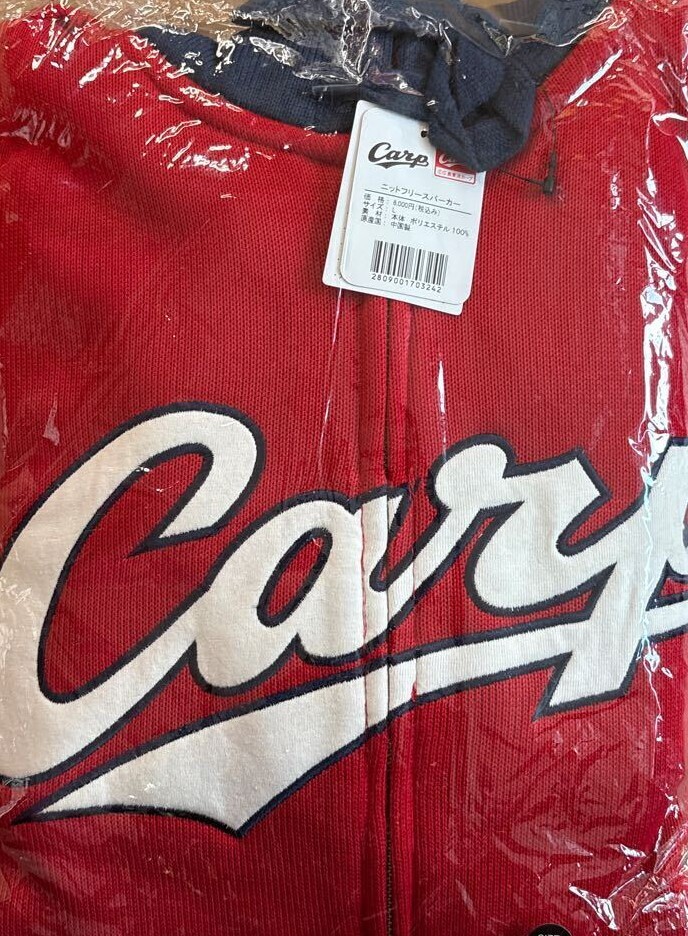 Carp
ニットフリースパーカー
価 格: 8,000円(税込み)
サイズ: L
素 材: 本体 ポリエステル 100%
原産国: 中国製
2809001703242
Carp